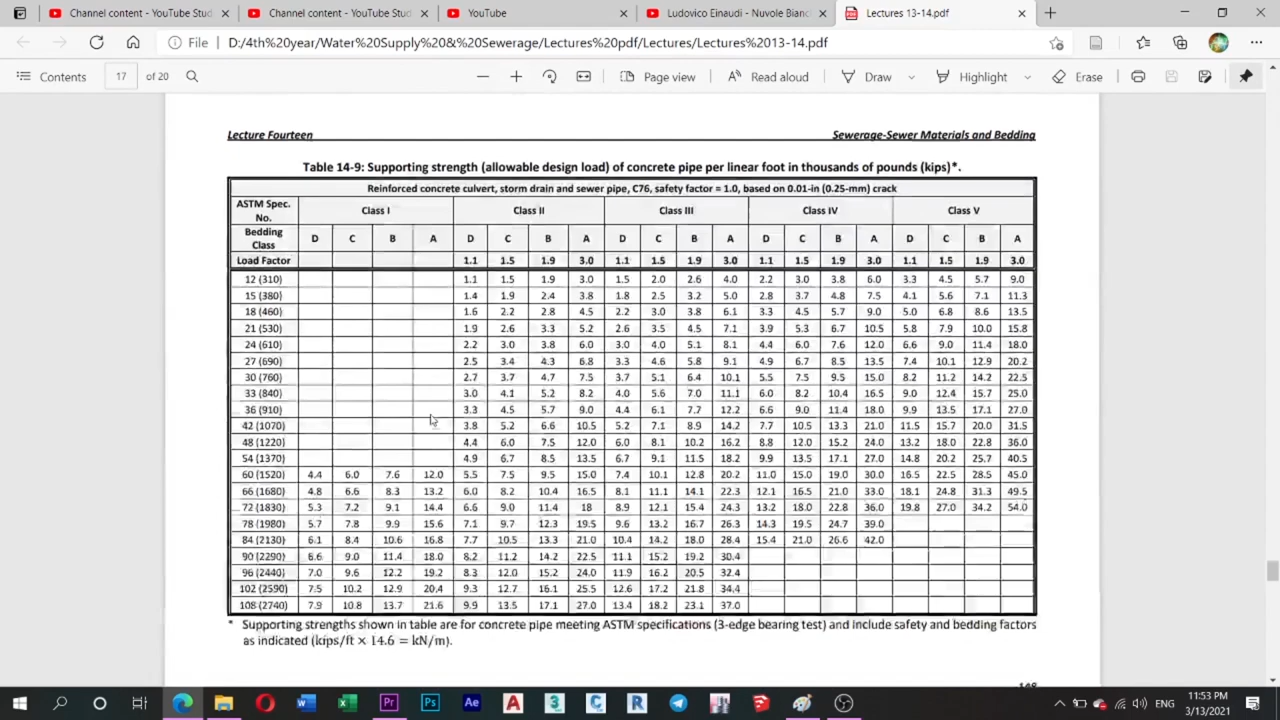 Channel content - YouTube Stud
Channel content - YouTube Stud
YouTube
Ludovico Einaudi - Nuvole Bianc
Lectures 13-14.pdf
File
D:/4th%20year/Water%20Supply%20&%20Sewerage/Lectures%20pdf/Lectures/Lectures%2013-14.pdf
Contents 17 of 20 Page view Read aloud Draw Highlight Erase
Lecture Fourteen Sewerage-Sewer Materials and Bedding
Table 14-9: Supporting strength (allowable design load) of concrete pipe per linear foot in thousands of pounds (kips)*.
Reinforced concrete culvert, storm drain and sewer pipe, C76, safety factor = 1.0, based on 0.01-in (0.25-mm) crack
ASTM Spec. No. Class I Class II Class III Class IV Class V
Bedding Class D C B A D C B A D C B A D C B A D C B A
Load Factor 1.1 1.5 1.9 3.0 1.1 1.5 1.9 3.0 1.1 1.5 1.9 3.0 1.1 1.5 1.9 3.0
12 (310) 1.1 1.5 1.9 3.0 1.5 2.0 2.6 4.0 2.2 3.0 3.8 6.0 3.3 4.5 5.7 9.0
15 (380) 1.4 1.9 2.4 3.8 1.8 2.5 3.2 5.0 2.8 3.7 4.8 7.5 4.1 5.6 7.1 11.3
18 (460) 1.6 2.2 2.8 4.5 2.2 3.0 3.8 6.1 3.3 4.5 5.7 9.0 5.0 6.8 8.6 13.5
21 (530) 1.9 2.6 3.3 5.2 2.6 3.5 4.5 7.1 3.9 5.3 6.7 10.5 5.8 7.9 10.0 15.8
24 (610) 2.2 3.0 3.8 6.0 3.0 4.0 5.1 8.1 4.4 6.0 7.6 12.0 6.6 9.0 11.4 18.0
27 (690) 2.5 3.4 4.3 6.8 3.3 4.6 5.8 9.1 4.9 6.7 8.5 13.5 7.4 10.1 12.9 20.2
30 (760) 2.7 3.7 4.7 7.5 3.7 5.1 6.4 10.1 5.5 7.5 9.5 15.0 8.2 11.2 14.2 22.5
33 (840) 3.0 4.1 5.2 8.2 4.0 5.6 7.0 11.1 6.0 8.2 10.4 16.5 9.0 12.4 15.7 25.0
36 (910) 3.3 4.5 5.7 9.0 4.4 6.1 7.7 12.2 6.6 9.0 11.4 18.0 9.9 13.5 17.1 27.0
42 (1070) 3.8 5.2 6.6 10.5 5.2 7.1 8.9 14.2 7.7 10.5 13.3 21.0 11.5 15.7 20.0 31.5
48 (1220) 4.4 6.0 7.5 12.0 6.0 8.1 10.2 16.2 8.8 12.0 15.2 24.0 13.2 18.0 22.8 36.0
54 (1370) 4.9 6.7 8.5 13.5 6.7 9.1 11.5 18.2 9.9 13.5 17.1 27.0 14.8 20.2 25.7 40.5
60 (1520) 4.4 6.0 7.6 12.0 5.5 7.5 9.5 15.0 7.4 10.1 12.8 20.2 11.0 15.0 19.0 30.0 16.5 22.5 28.5 45.0
66 (1680) 4.8 6.6 8.3 13.2 6.0 8.2 10.4 16.5 8.1 11.1 14.1 22.3 12.1 16.5 21.0 33.0 18.1 24.8 31.3 49.5
72 (1830) 5.3 7.2 9.1 14.4 6.6 9.0 11.4 18 8.9 12.1 15.4 24.3 13.2 18.0 22.8 36.0 19.8 27.0 34.2 54.0
78 (1980) 5.7 7.8 9.9 15.6 7.1 9.7 12.3 19.5 9.6 13.2 16.7 26.3 14.3 19.5 24.7 39.0
84 (2130) 6.1 8.4 10.6 16.8 7.7 10.5 13.3 21.0 10.4 14.2 18.0 28.4 15.4 21.0 26.6 42.0
90 (2290) 6.6 9.0 11.4 18.0 8.2 11.2 14.2 22.5 11.1 15.2 19.2 30.4
96 (2440) 7.0 9.6 12.2 19.2 8.3 12.0 15.2 24.0 11.9 16.2 20.5 32.4
102 (2590) 7.5 10.2 12.9 20.4 9.3 12.7 16.1 25.5 12.6 17.2 21.8 34.4
108 (2740) 7.9 10.8 13.7 21.6 9.9 13.5 17.1 27.0 13.4 18.2 23.1 37.0
* Supporting strengths shown in table are for concrete pipe meeting ASTM specifications (3-edge bearing test) and include safety and bedding factors
as indicated (kips/ft × 14.6 = kN/m).
ENG
11:53 PM
3/13/2021